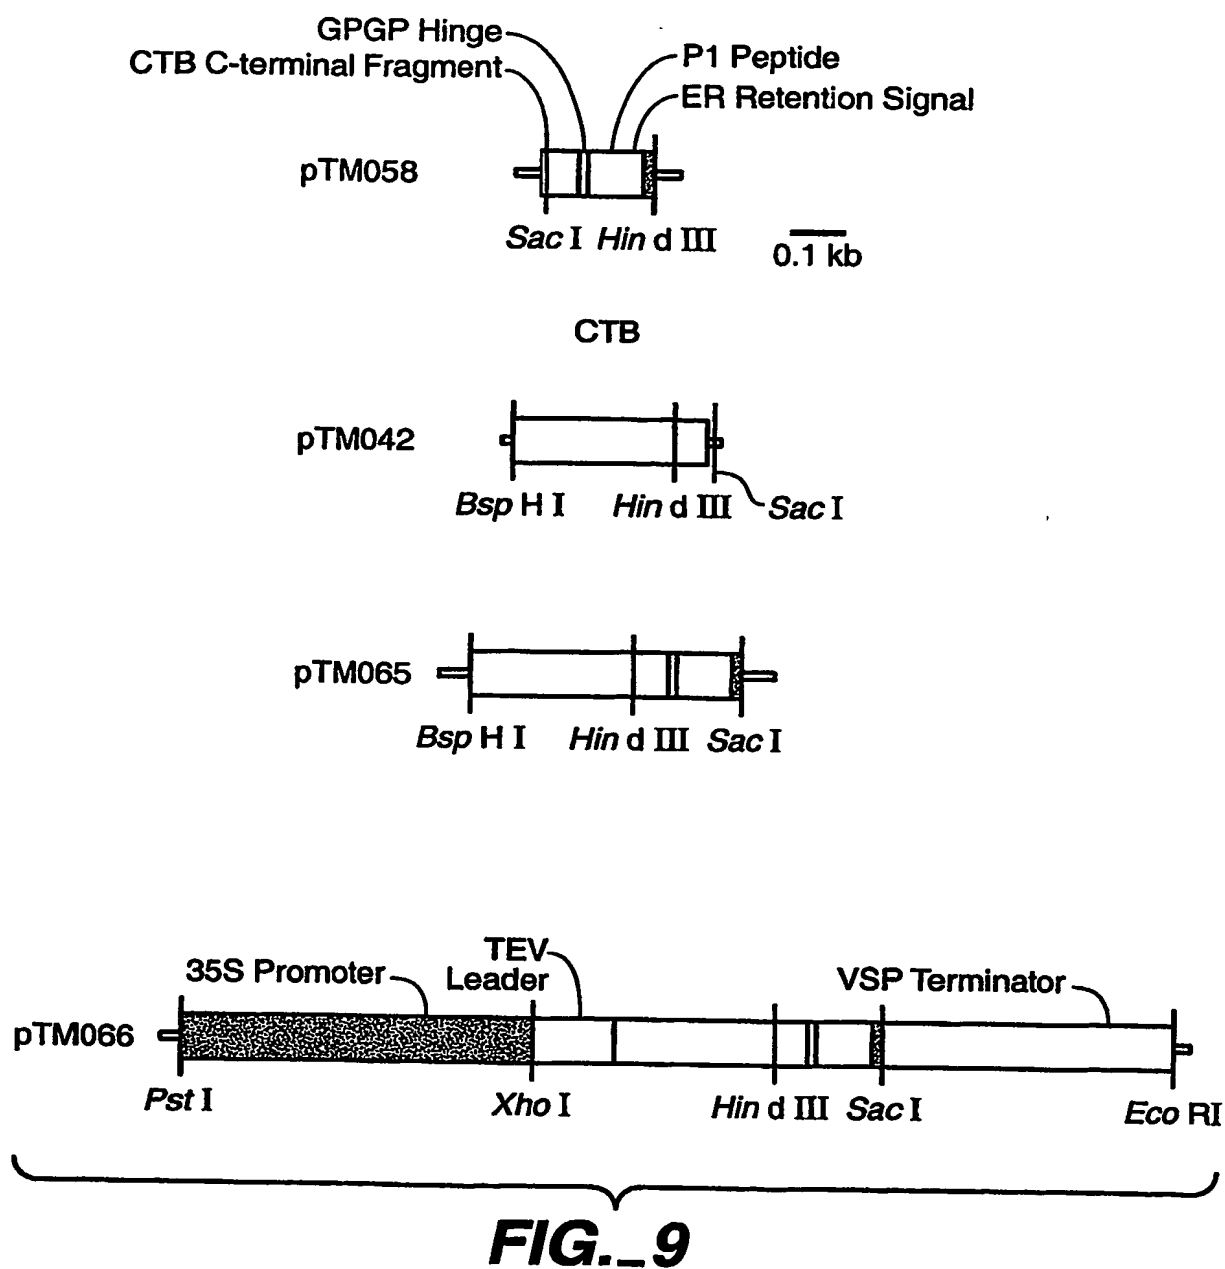 GPGP Hinge
CTB C-terminal Fragment
P1 Peptide
ER Retention Signal
pTM058
Sac I
Hin d III
0.1 kb
CTB
pTM042
Bsp H I
Hin d III
Sac I
pTM065
Bsp H I
Hin d III
Sac I
35S Promoter
TEV
Leader
VSP Terminator
pTM066
Pst I
Xho I
Hin d III
Sac I
Eco RI
FIG._9